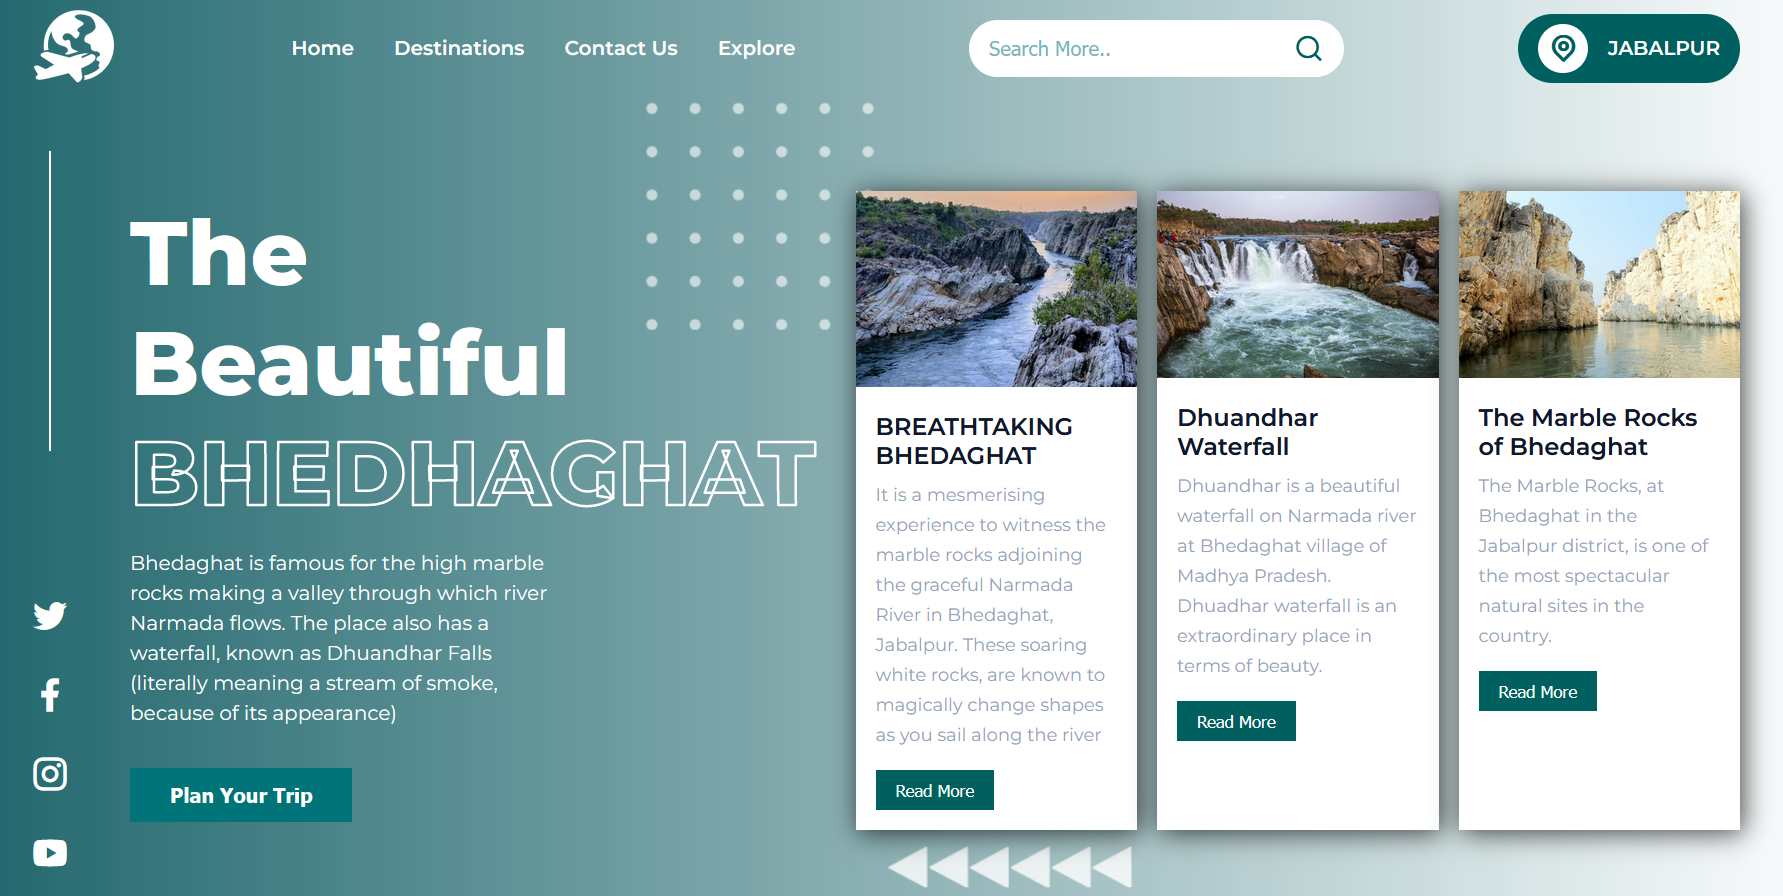 Home Destinations Contact Us Explore Search More.. JABALPUR
The
Beautiful
BHEDHAGHAT
Bhedaghat is famous for the high marble
rocks making a valley through which river
Narmada flows. The place also has a
waterfall, known as Dhuandhar Falls
(literally meaning a stream of smoke,
because of its appearance)
Plan Your Trip
BREATHTAKING
BHEDAGHAT
It is a mesmerising
experience to witness the
marble rocks adjoining
the graceful Narmada
River in Bhedaghat,
Jabalpur. These soaring
white rocks, are known to
magically change shapes
as you sail along the river
Read More
Dhuandhar
Waterfall
Dhuandhar is a beautiful
waterfall on Narmada river
at Bhedaghat village of
Madhya Pradesh.
Dhuadhar waterfall is an
extraordinary place in
terms of beauty.
Read More
The Marble Rocks
of Bhedaghat
The Marble Rocks, at
Bhedaghat in the
Jabalpur district, is one of
the most spectacular
natural sites in the
country.
Read More